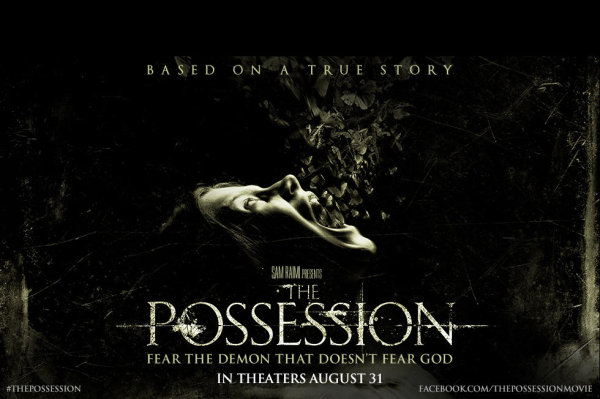 BASED ON A TRUE STORY
SAM RAIMI PRESENTS
THE
POSSESSION
FEAR THE DEMON THAT DOESN'T FEAR GOD
IN THEATERS AUGUST 31
#THEPOSSESSION
FACEBOOK.COM/THEPOSSESSIONMOVIE